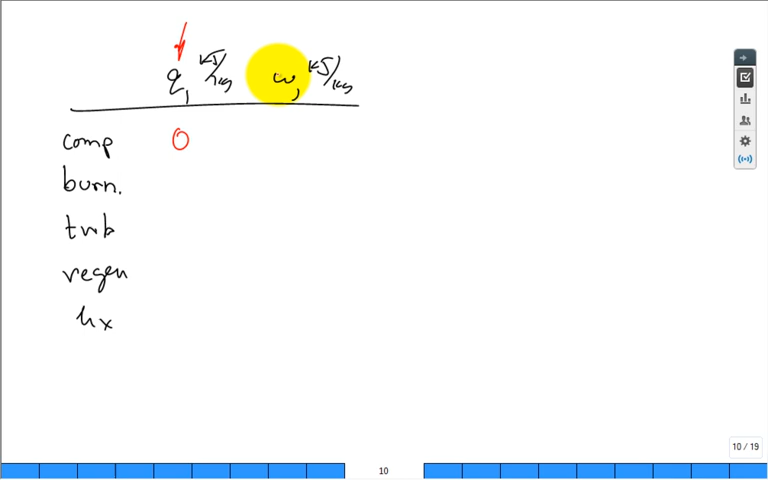 q, kJ/kg w, kJ/kg
comp 0
burn.
turb
regen
hx
10 / 19
10